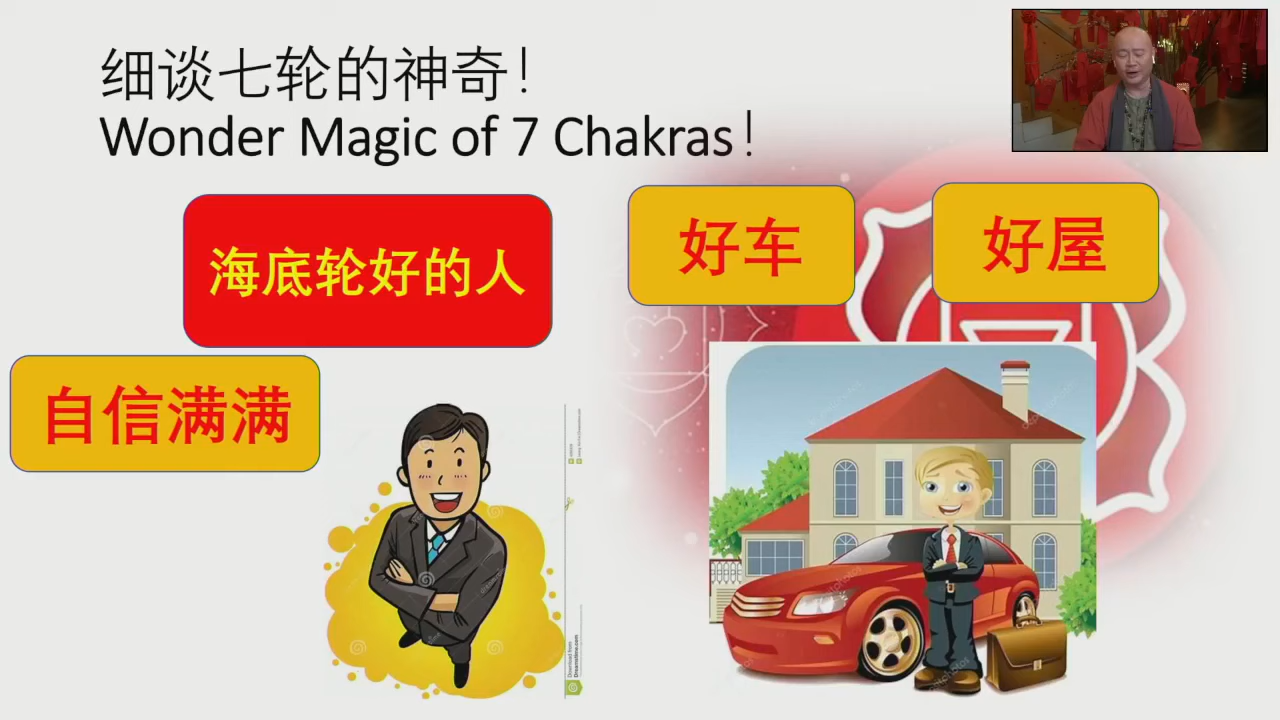 细谈七轮的神奇！
Wonder Magic of 7 Chakras！
海底轮好的人
好车
好屋
自信满满